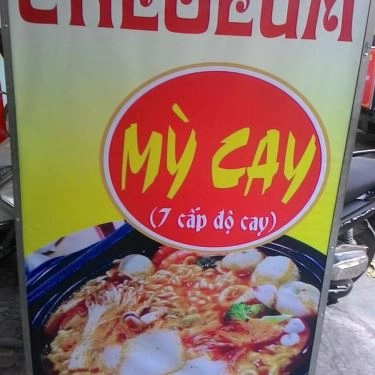 MỲ CAY
(7 cấp độ cay)